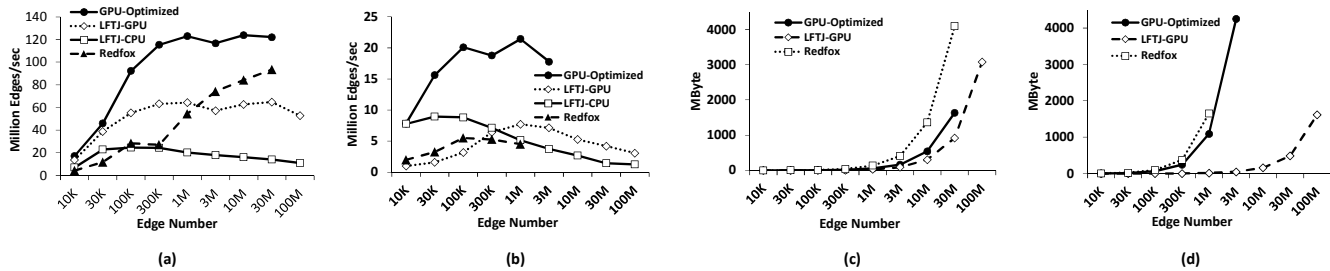 140
120
100
80
60
40
20
0
Million Edges/sec
GPU-Optimized
LFTJ-GPU
LFTJ-CPU
Redfox
10K
30K
100K
300K
1M
3M
10M
30M
100M
Edge Number
(a)
25
20
15
10
5
0
Million Edges/sec
GPU-Optimized
LFTJ-GPU
LFTJ-CPU
Redfox
10K
30K
100K
300K
1M
3M
10M
30M
100M
Edge Number
(b)
4000
3000
2000
1000
0
MByte
GPU-Optimized
LFTJ-GPU
Redfox
10K
30K
100K
300K
1M
3M
10M
30M
100M
Edge Number
(c)
4000
3000
2000
1000
0
MByte
GPU-Optimized
LFTJ-GPU
Redfox
10K
30K
100K
300K
1M
3M
10M
30M
100M
Edge Number
(d)